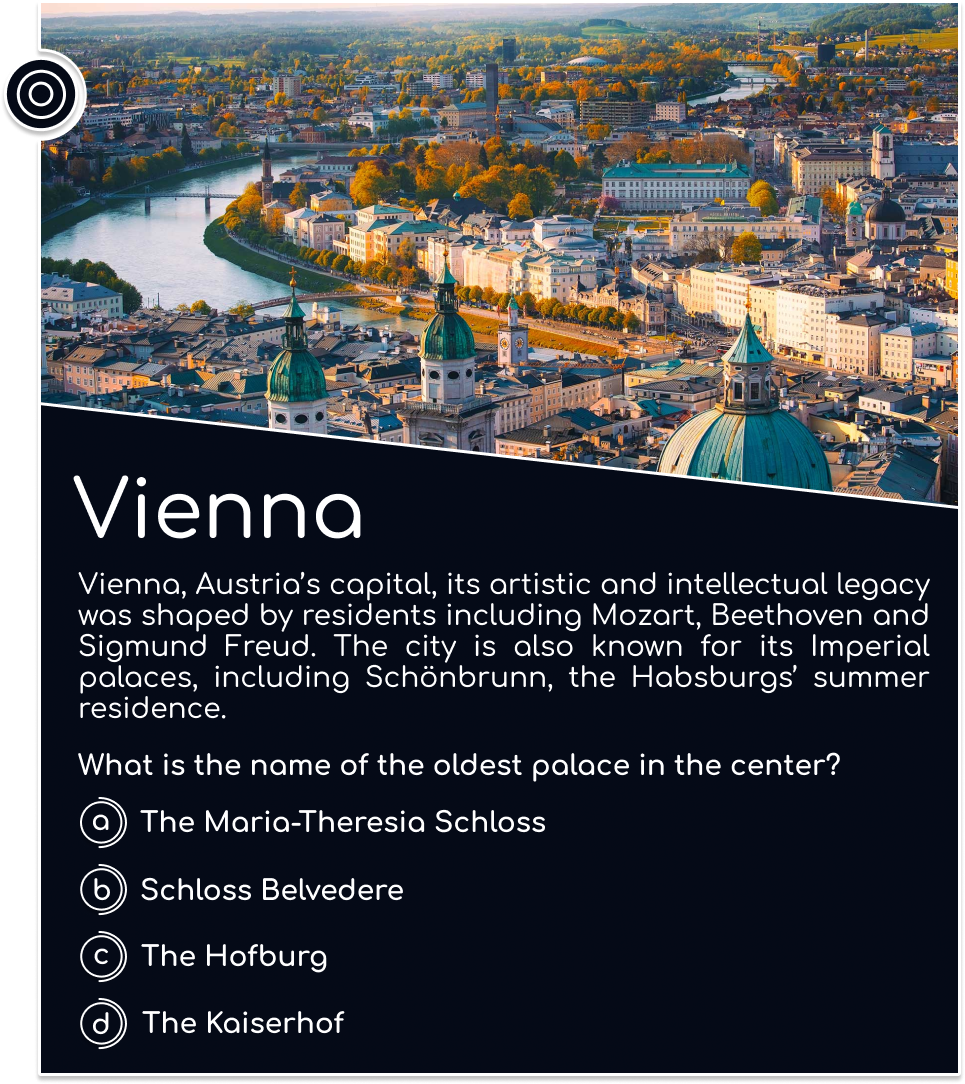 Vienna
Vienna, Austria’s capital, its artistic and intellectual legacy
was shaped by residents including Mozart, Beethoven and
Sigmund Freud. The city is also known for its Imperial
palaces, including Schönbrunn, the Habsburgs’ summer
residence.
What is the name of the oldest palace in the center?
a The Maria-Theresia Schloss
b Schloss Belvedere
c The Hofburg
d The Kaiserhof